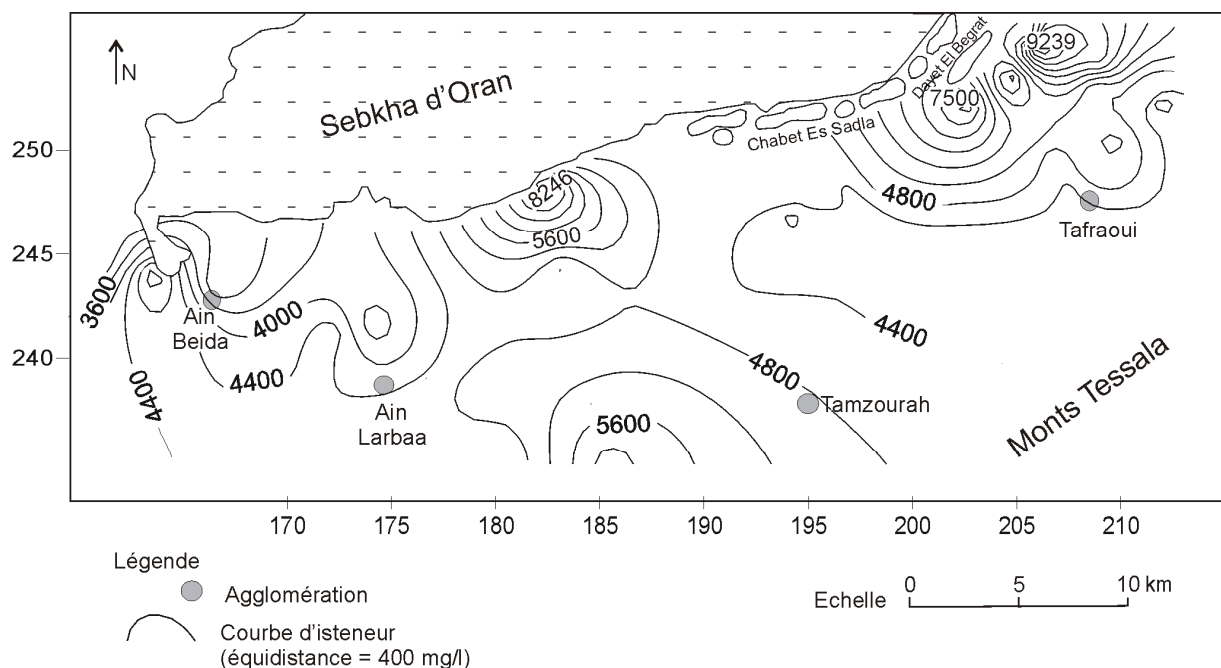 N
Sebkha d'Oran
Dayet El Begrat
9239
7500
Chabet Es Sadla
250
8246
4800
5600
Tafraoui
245
3600
Ain
Beida
4000
4400
240
4400
4400
4800
Ain
Larbaa
Tamzourah
Monts Tessala
5600
170
175
180
185
190
195
200
205
210
Légende
Agglomération
Courbe d'isteneur
(équidistance = 400 mg/l)
Echelle
0
5
10 km